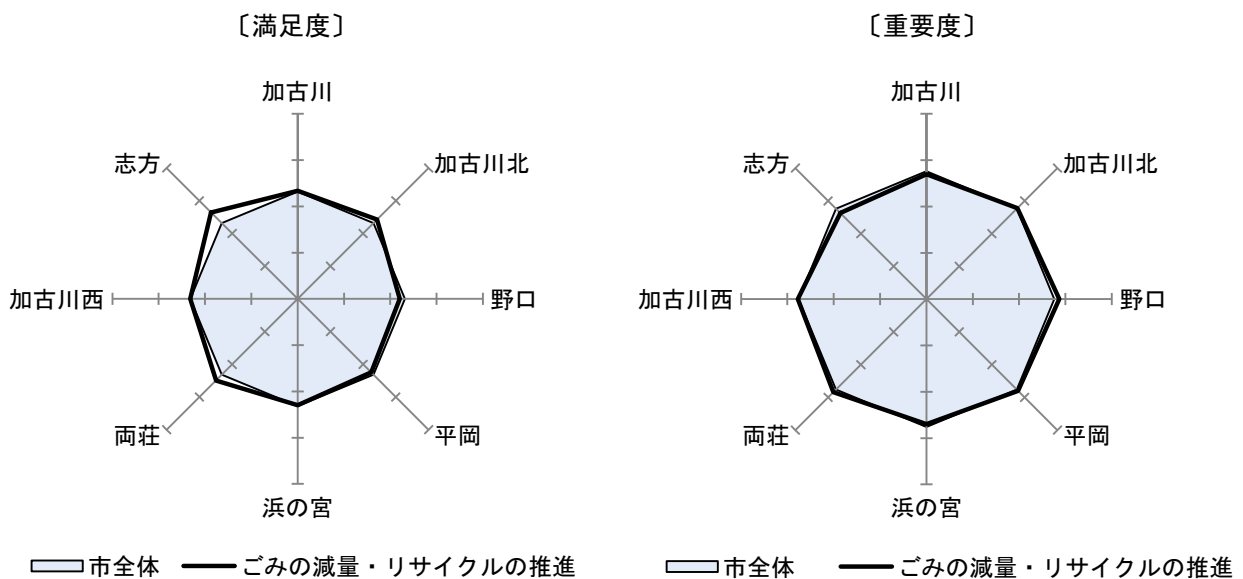 〔満足度〕
加古川
加古川北
野口
平岡
浜の宮
両荘
加古川西
志方
市全体
ごみの減量・リサイクルの推進
〔重要度〕
加古川
加古川北
野口
平岡
浜の宮
両荘
加古川西
志方
市全体
ごみの減量・リサイクルの推進